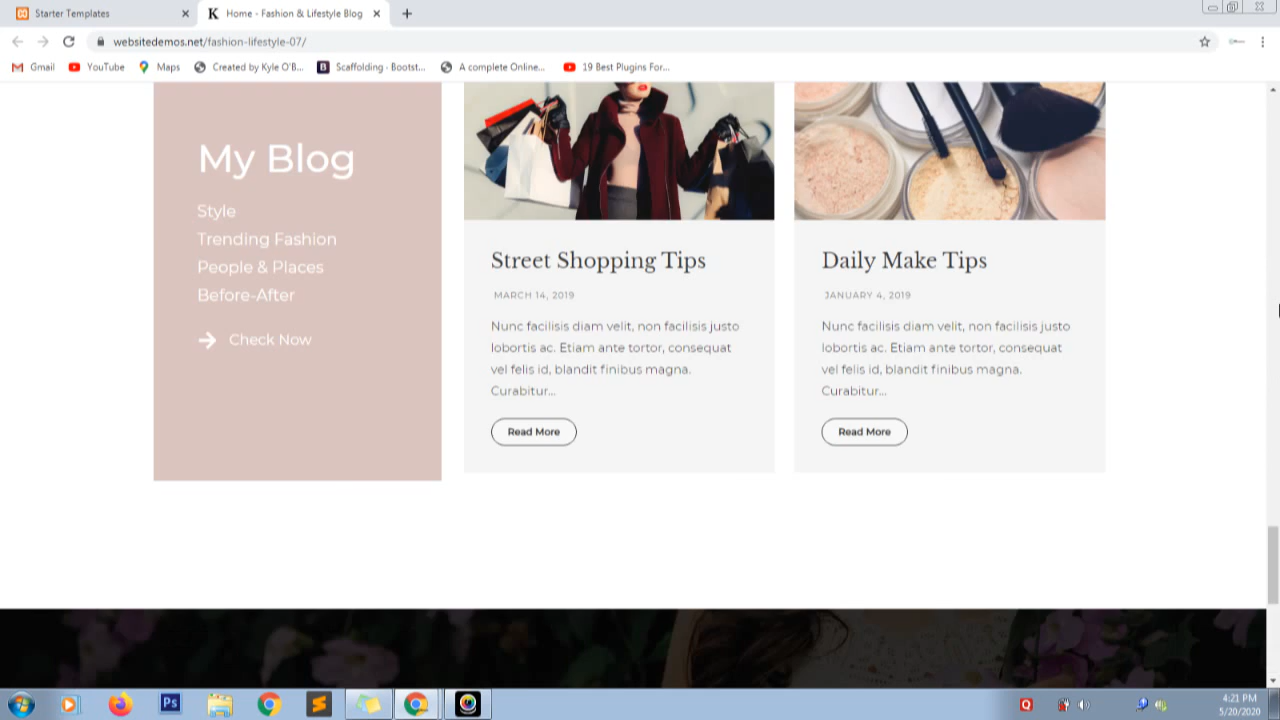 Starter Templates
K Home - Fashion & Lifestyle Blog
websitedemos.net/fashion-lifestyle-07/
Gmail YouTube Maps Created by Kyle O'B... B Scaffolding · Bootst... A complete Online... 19 Best Plugins For...
My Blog
Style
Trending Fashion
People & Places
Before-After
Check Now
Street Shopping Tips
MARCH 14, 2019
Nunc facilisis diam velit, non facilisis justo
lobortis ac. Etiam ante tortor, consequat
vel felis id, blandit finibus magna.
Curabitur...
Read More
Daily Make Tips
JANUARY 4, 2019
Nunc facilisis diam velit, non facilisis justo
lobortis ac. Etiam ante tortor, consequat
vel felis id, blandit finibus magna.
Curabitur...
Read More
Ps
Q
4:21 PM
5/20/2020